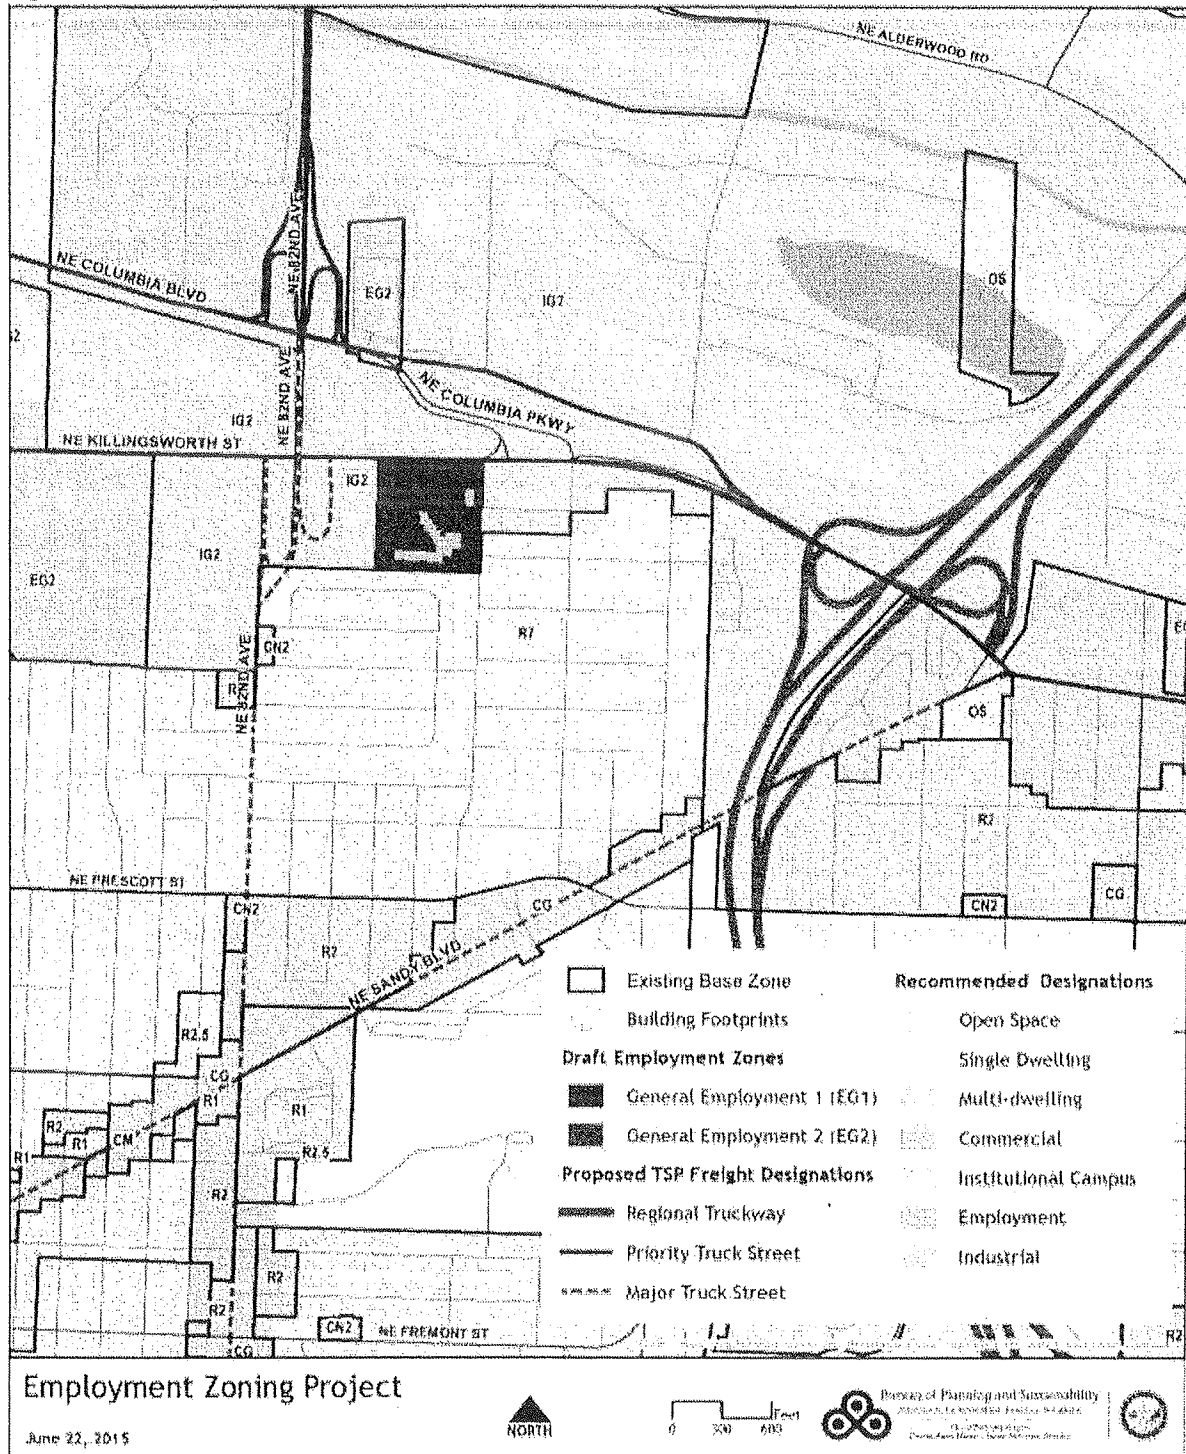 NE ALDERWOOD RD
NE 82ND AVE
NE COLUMBIA BLVD
EG2
IG2
OS
NE 82ND AVE
NE COLUMBIA PKWY
IG2
NE KILLINGSWORTH ST
IG2
IG2
EG2
R7
CN2
NE 82ND AVE
OS
R7
NE PRESCOTT ST
CN2
CG
CN2
CG
R7
NE SANDY BLVD
R2.5
CG
R1
R1
R2
R1
CM
R1
R2.5
R2
R2
R2
CN2
NE FREMONT ST
CG
R2
Existing Base Zone
Building Footprints
Draft Employment Zones
General Employment 1 (EG1)
General Employment 2 (EG2)
Proposed TSP Freight Designations
Regional Truckway
Priority Truck Street
Major Truck Street
Recommended Designations
Open Space
Single Dwelling
Multi-dwelling
Commercial
Institutional Campus
Employment
Industrial
Employment Zoning Project
June 22, 2015
NORTH
0 300 600 Feet
Bureau of Planning and Sustainability